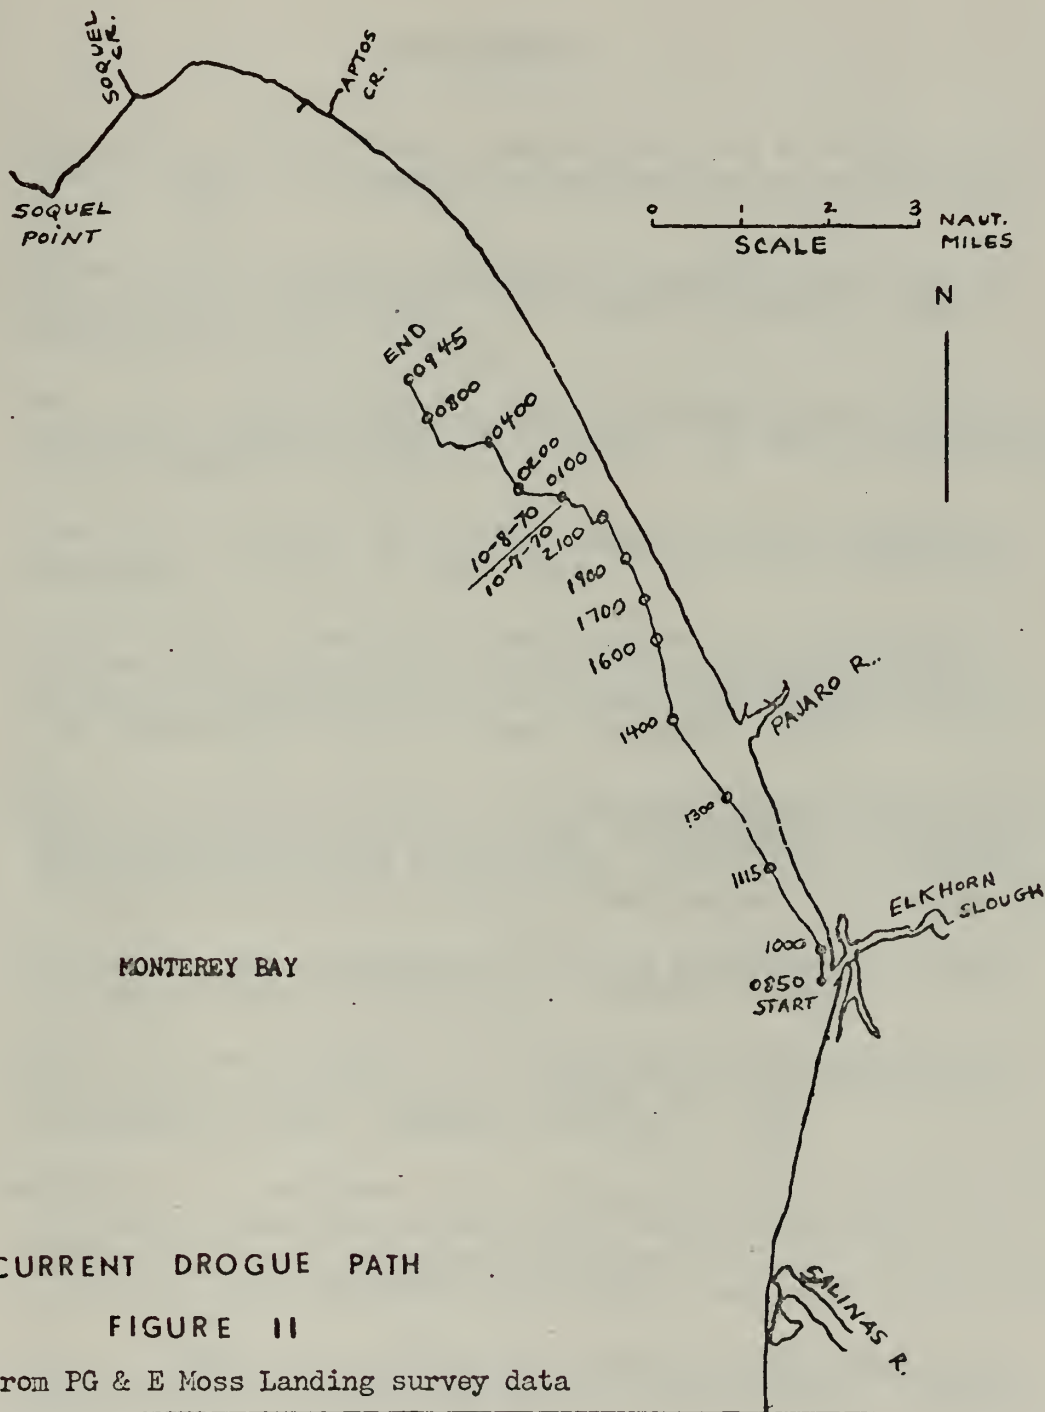 SOQUEL
CR.
APTOS
CR.
SOQUEL
POINT
0 1 2 3 NAUT.
MILES
SCALE
N
END
0945
0800
0400
0200
0100
10-8-70
10-7-70
2100
1900
1700
1600
1400
1300
1115
1000
0850
START
PAJARO R.
ELKHORN
SLOUGH
MONTEREY BAY
SALINAS R.
CURRENT DROGUE PATH
FIGURE II
rom PG & E Moss Landing survey data